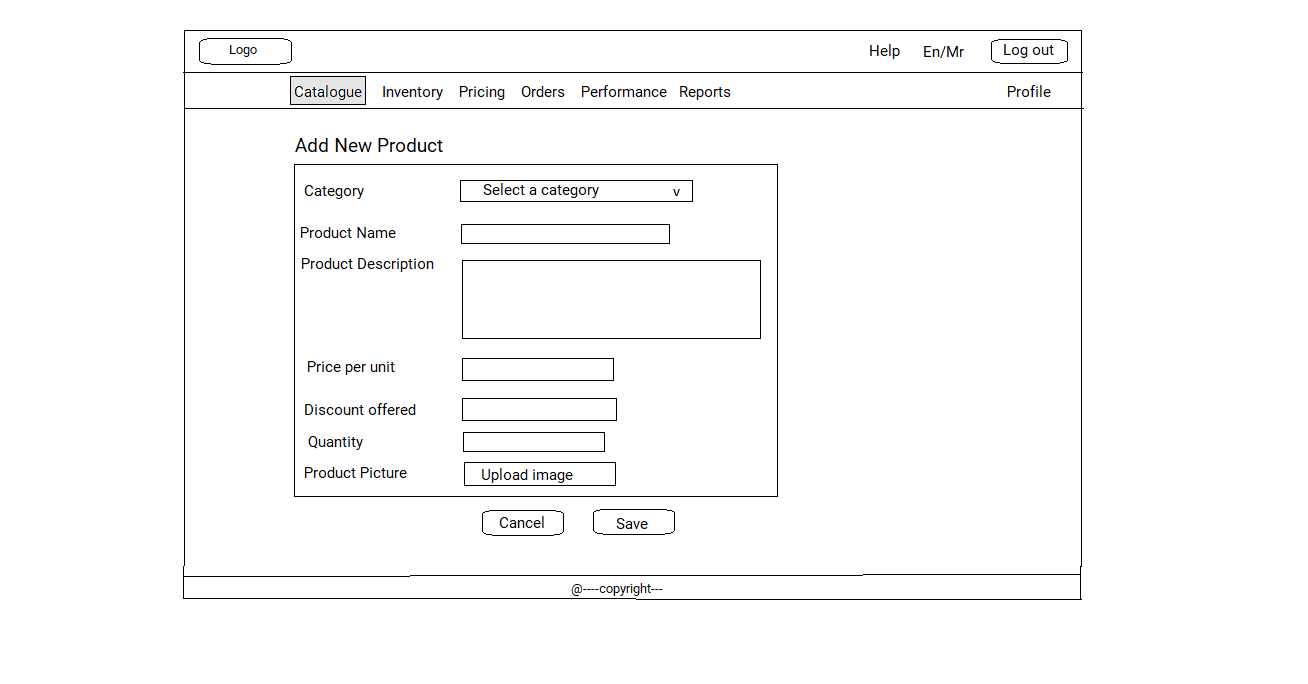 Logo Help En/Mr Log out
Catalogue Inventory Pricing Orders Performance Reports Profile
Add New Product
Category Select a category v
Product Name
Product Description
Price per unit
Discount offered
Quantity
Product Picture Upload image
Cancel Save
@----copyright---